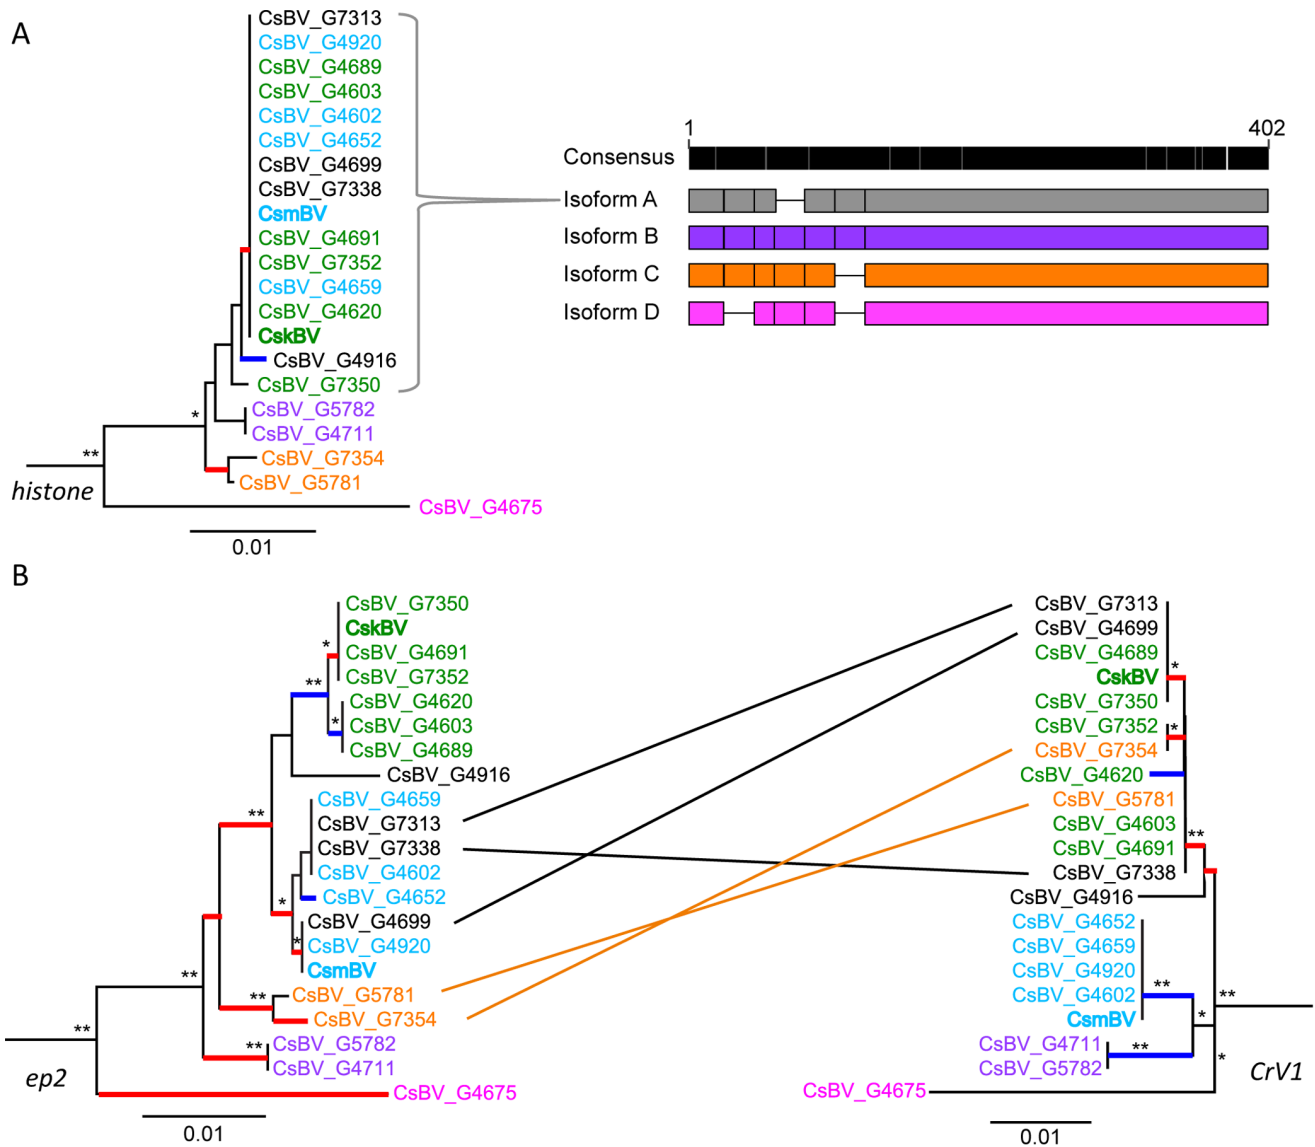 A
CsBV_G7313
CsBV_G4920
CsBV_G4689
CsBV_G4603
CsBV_G4602
CsBV_G4652
CsBV_G4699
CsBV_G7338
CsmBV
CsBV_G4691
CsBV_G7352
CsBV_G4659
CsBV_G4620
CskBV
CsBV_G4916
CsBV_G7350
CsBV_G5782
CsBV_G4711
CsBV_G7354
CsBV_G5781
CsBV_G4675
*
**
histone
0.01
1 402
Consensus
Isoform A
Isoform B
Isoform C
Isoform D
B
CsBV_G7350
CskBV
CsBV_G4691
CsBV_G7352
CsBV_G4620
CsBV_G4603
CsBV_G4689
CsBV_G4916
CsBV_G4659
CsBV_G7313
CsBV_G7338
CsBV_G4602
CsBV_G4652
CsBV_G4699
CsBV_G4920
CsmBV
CsBV_G5781
CsBV_G7354
CsBV_G5782
CsBV_G4711
CsBV_G4675
*
**
*
**
*
*
**
**
**
**
ep2
0.01
CsBV_G7313
CsBV_G4699
CsBV_G4689
CskBV
CsBV_G7350
CsBV_G7352
CsBV_G7354
CsBV_G4620
CsBV_G5781
CsBV_G4603
CsBV_G4691
CsBV_G7338
CsBV_G4916
CsBV_G4652
CsBV_G4659
CsBV_G4920
CsBV_G4602
CsmBV
CsBV_G4711
CsBV_G5782
CsBV_G4675
*
*
**
**
**
*
**
*
CrV1
0.01